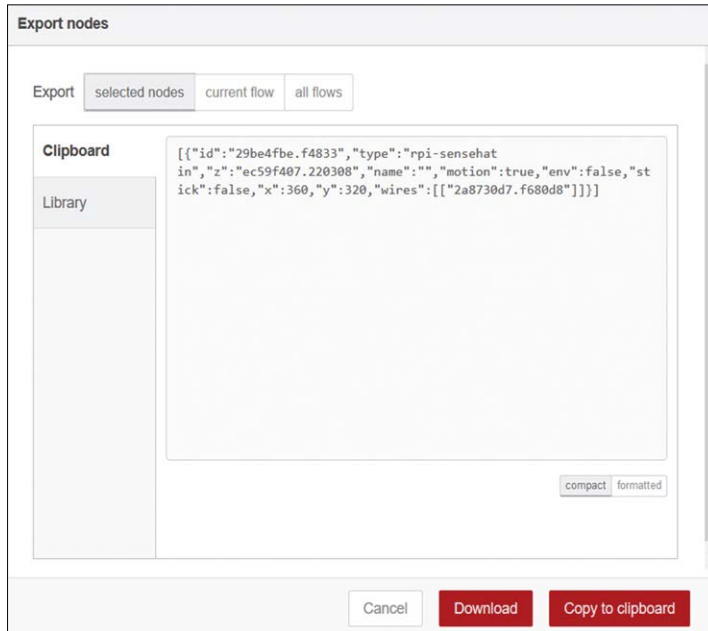 Export nodes
Export selected nodes current flow all flows
Clipboard
Library
[{"id":"29be4fbe.f4833","type":"rpi-sensehat
in","z":"ec59f407.220308","name":"","motion":true,"env":false,"st
ick":false,"x":360,"y":320,"wires":[["2a8730d7.f680d8"]]}]
compact formatted
Cancel Download Copy to clipboard